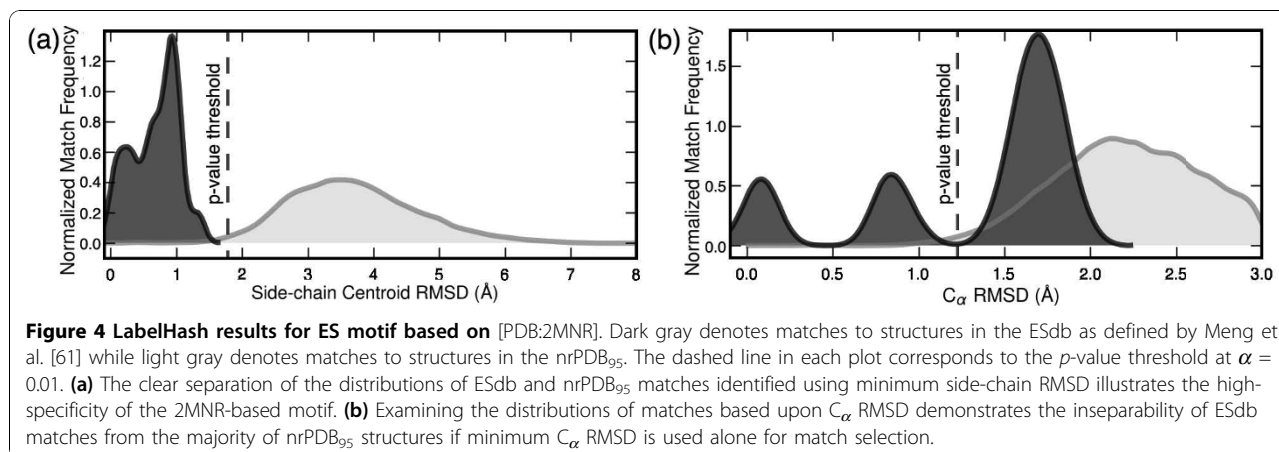 (a)
Normalized Match Frequency
1.2
1.0
0.8
0.6
0.4
0.2
0.0
p-value threshold
0 1 2 3 4 5 6 7 8
Side-chain Centroid RMSD (Å)
(b)
Normalized Match Frequency
1.5
1.0
0.5
0.0
p-value threshold
0.0 0.5 1.0 1.5 2.0 2.5 3.0
Cα RMSD (Å)
Figure 4 LabelHash results for ES motif based on [PDB:2MNR]. Dark gray denotes matches to structures in the ESdb as defined by Meng et
al. [61] while light gray denotes matches to structures in the nrPDB95. The dashed line in each plot corresponds to the p-value threshold at α =
0.01. (a) The clear separation of the distributions of ESdb and nrPDB95 matches identified using minimum side-chain RMSD illustrates the high-
specificity of the 2MNR-based motif. (b) Examining the distributions of matches based upon Cα RMSD demonstrates the inseparability of ESdb
matches from the majority of nrPDB95 structures if minimum Cα RMSD is used alone for match selection.